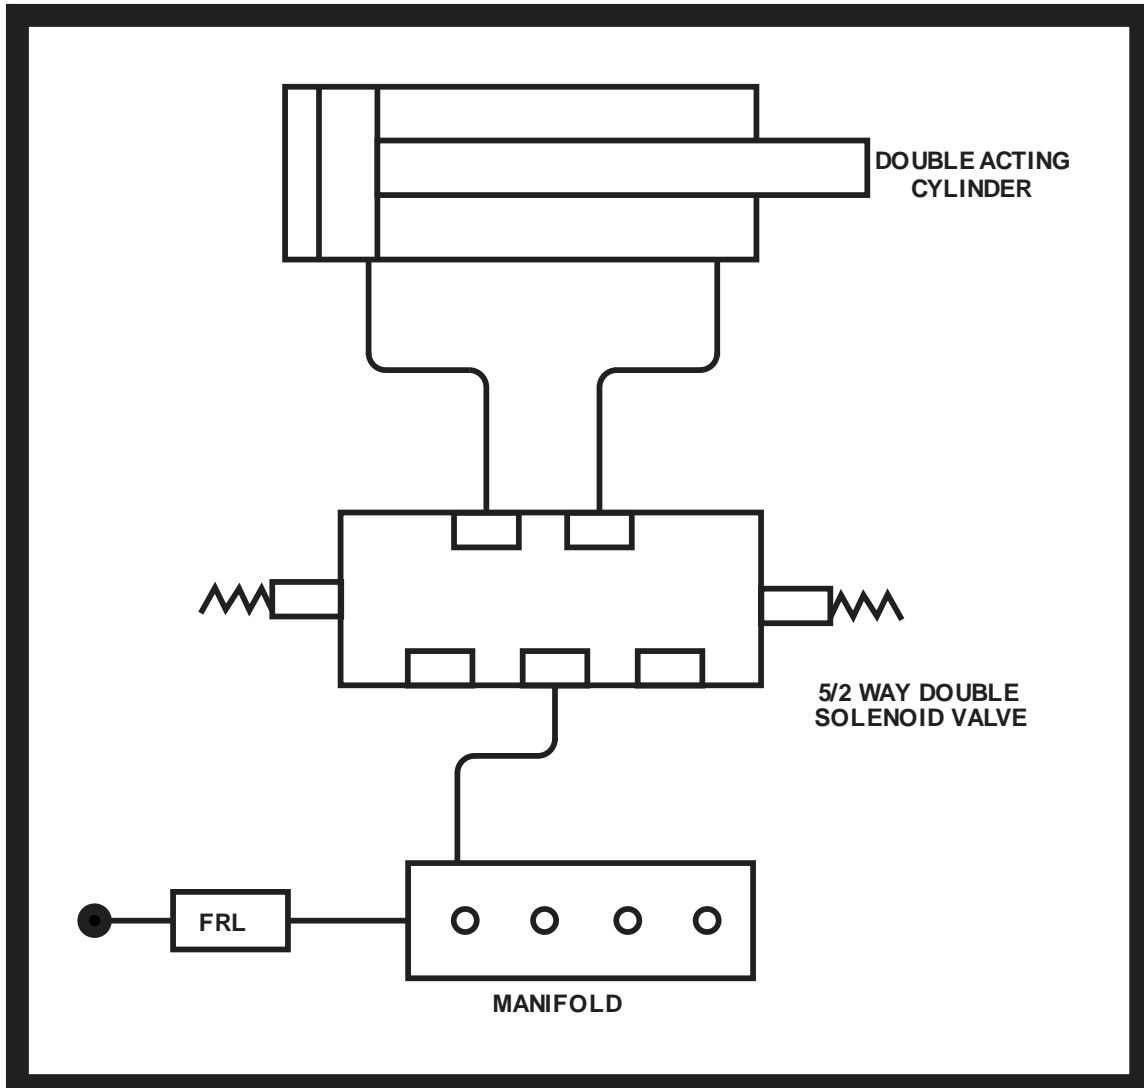 DOUBLE ACTING
CYLINDER
5/2 WAY DOUBLE
SOLENOID VALVE
FRL
MANIFOLD